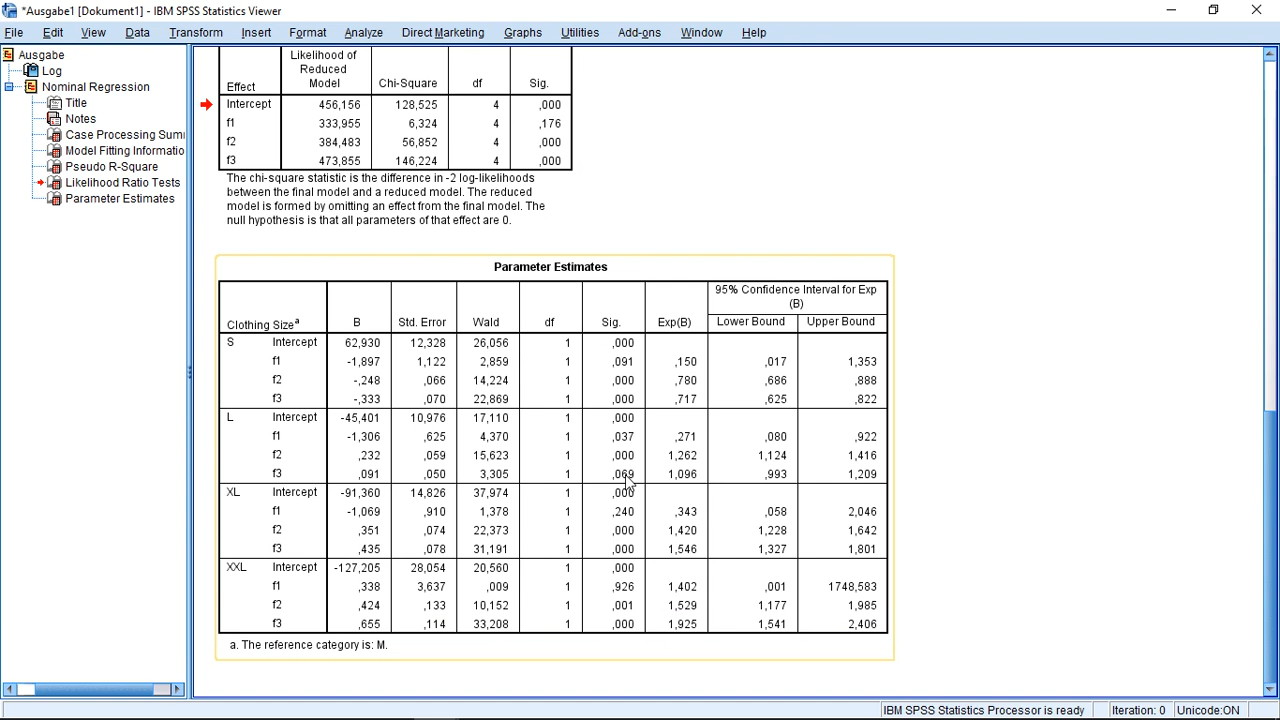 *Ausgabe1 [Dokument1] - IBM SPSS Statistics Viewer
File Edit View Data Transform Insert Format Analyze Direct Marketing Graphs Utilities Add-ons Window Help
Ausgabe
Log
Nominal Regression
Title
Notes
Case Processing Sum
Model Fitting Informatio
Pseudo R-Square
Likelihood Ratio Tests
Parameter Estimates
Likelihood of
Reduced
Effect Model Chi-Square df Sig.
Intercept 456,156 128,525 4 ,000
f1 333,955 6,324 4 ,176
f2 384,483 56,852 4 ,000
f3 473,855 146,224 4 ,000
The chi-square statistic is the difference in -2 log-likelihoods
between the final model and a reduced model. The reduced
model is formed by omitting an effect from the final model. The
null hypothesis is that all parameters of that effect are 0.
Parameter Estimates
95% Confidence Interval for Exp
(B)
Clothing Sizeᵃ B Std. Error Wald df Sig. Exp(B) Lower Bound Upper Bound
S Intercept 62,930 12,328 26,056 1 ,000
f1 -1,897 1,122 2,859 1 ,091 ,150 ,017 1,353
f2 -,248 ,066 14,224 1 ,000 ,780 ,686 ,888
f3 -,333 ,070 22,869 1 ,000 ,717 ,625 ,822
L Intercept -45,401 10,976 17,110 1 ,000
f1 -1,306 ,625 4,370 1 ,037 ,271 ,080 ,922
f2 ,232 ,059 15,623 1 ,000 1,262 1,124 1,416
f3 ,091 ,050 3,305 1 ,069 1,096 ,993 1,209
XL Intercept -91,360 14,826 37,974 1 ,000
f1 -1,069 ,910 1,378 1 ,240 ,343 ,058 2,046
f2 ,351 ,074 22,373 1 ,000 1,420 1,228 1,642
f3 ,435 ,078 31,191 1 ,000 1,546 1,327 1,801
XXL Intercept -127,205 28,054 20,560 1 ,000
f1 ,338 3,637 ,009 1 ,926 1,402 ,001 1748,583
f2 ,424 ,133 10,152 1 ,001 1,529 1,177 1,985
f3 ,655 ,114 33,208 1 ,000 1,925 1,541 2,406
a. The reference category is: M.
IBM SPSS Statistics Processor is ready Iteration: 0 Unicode:ON